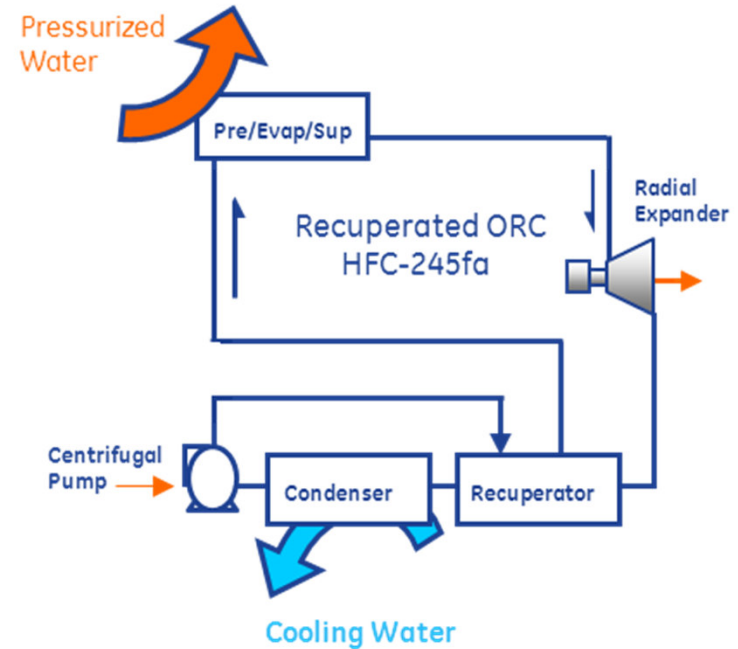 Pressurized
Water
Pre/Evap/Sup
Radial
Expander
Recuperated ORC
HFC-245fa
Centrifugal
Pump
Condenser
Recuperator
Cooling Water